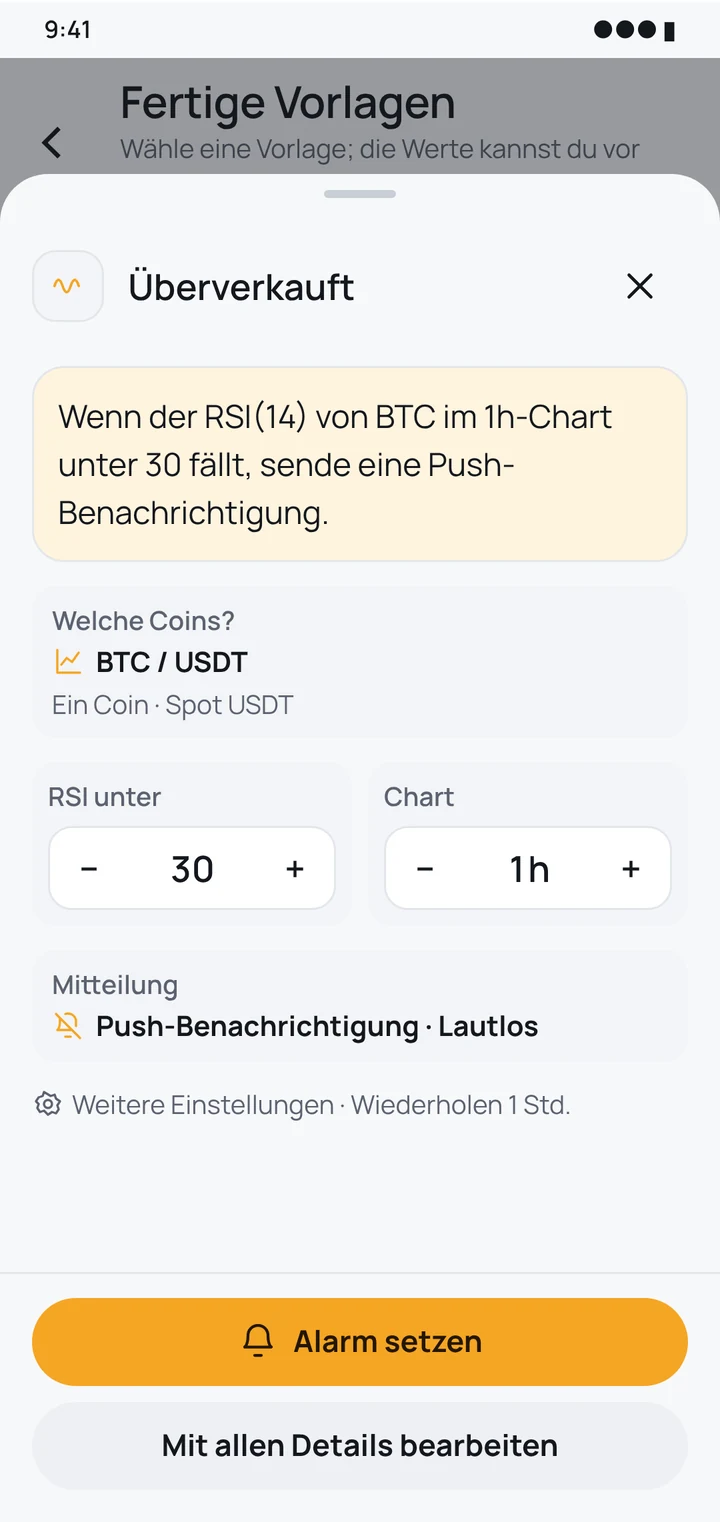 9:41
Fertige Vorlagen
Wähle eine Vorlage; die Werte kannst du vor
Überverkauft
Wenn der RSI(14) von BTC im 1h-Chart
unter 30 fällt, sende eine Push-
Benachrichtigung.
Welche Coins?
BTC / USDT
Ein Coin · Spot USDT
RSI unter
Chart
− 30 +
− 1h +
Mitteilung
Push-Benachrichtigung · Lautlos
Weitere Einstellungen · Wiederholen 1 Std.
Alarm setzen
Mit allen Details bearbeiten